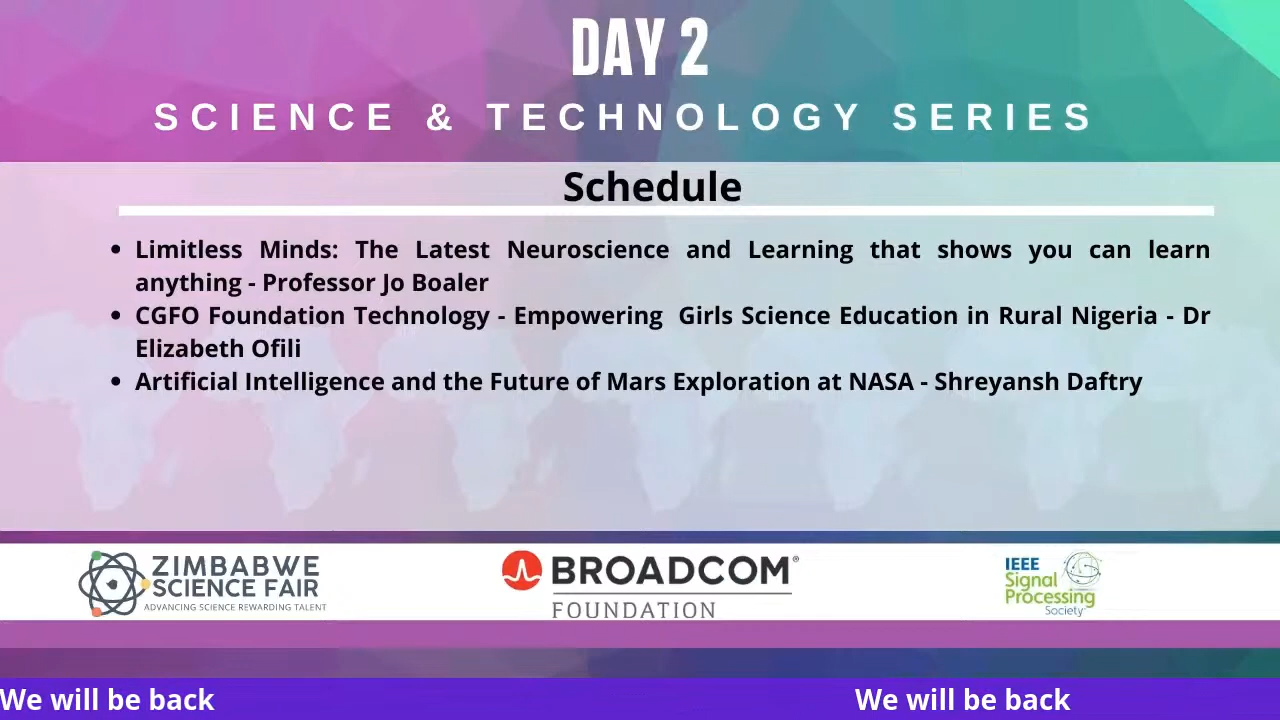 DAY 2
SCIENCE & TECHNOLOGY SERIES
Schedule
• Limitless Minds: The Latest Neuroscience and Learning that shows you can learn
anything - Professor Jo Boaler
• CGFO Foundation Technology - Empowering Girls Science Education in Rural Nigeria - Dr
Elizabeth Ofili
• Artificial Intelligence and the Future of Mars Exploration at NASA - Shreyansh Daftry
ZIMBABWE
SCIENCE FAIR
ADVANCING SCIENCE REWARDING TALENT
BROADCOM®
FOUNDATION
IEEE
Signal
Processing
Society
We will be back
We will be back